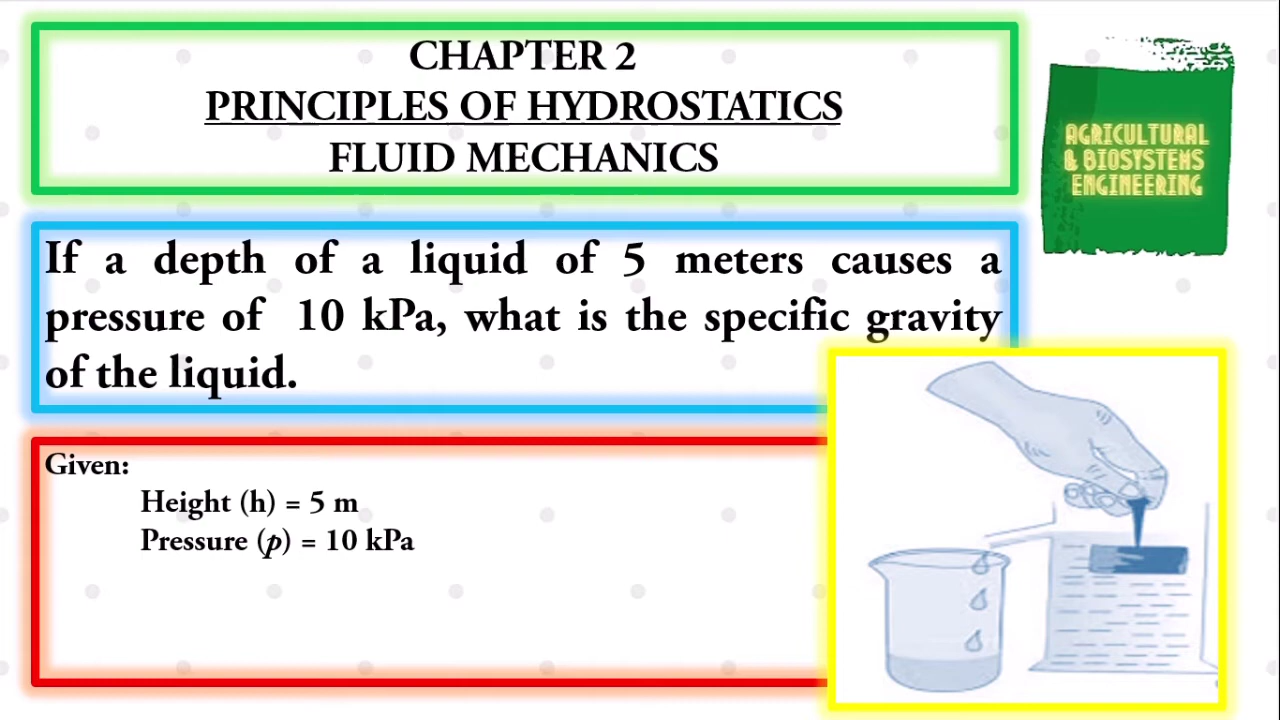 CHAPTER 2
PRINCIPLES OF HYDROSTATICS
FLUID MECHANICS
AGRICULTURAL
& BIOSYSTEMS
ENGINEERING
If a depth of a liquid of 5 meters causes a
pressure of 10 kPa, what is the specific gravity
of the liquid.
Given:
Height (h) = 5 m
Pressure (p) = 10 kPa